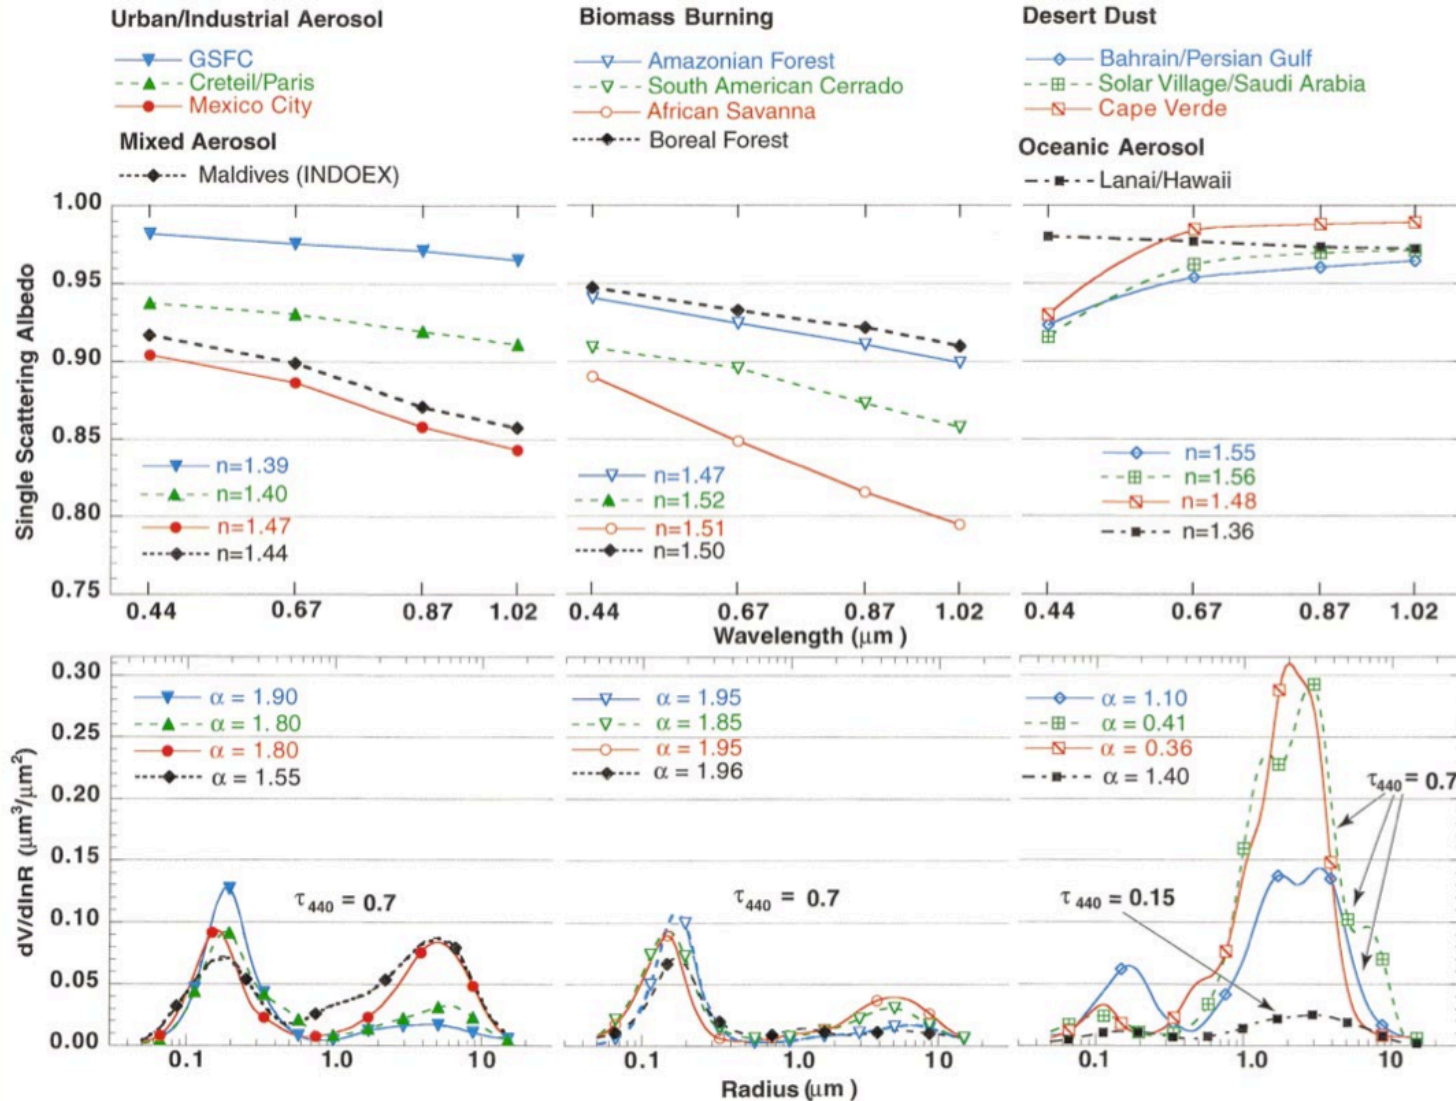 Urban/Industrial Aerosol
GSFC
Creteil/Paris
Mexico City
Mixed Aerosol
Maldives (INDOEX)
Biomass Burning
Amazonian Forest
South American Cerrado
African Savanna
Boreal Forest
Desert Dust
Bahrain/Persian Gulf
Solar Village/Saudi Arabia
Cape Verde
Oceanic Aerosol
Lanai/Hawaii
Single Scattering Albedo
1.00
0.95
0.90
0.85
0.80
0.75
n=1.39
n=1.40
n=1.47
n=1.44
n=1.47
n=1.52
n=1.51
n=1.50
n=1.55
n=1.56
n=1.48
n=1.36
0.44 0.67 0.87 1.02
0.44 0.67 0.87 1.02
0.44 0.67 0.87 1.02
Wavelength (μm )
dV/dlnR (μm³/μm²)
0.30
0.25
0.20
0.15
0.10
0.05
0.00
α = 1.90
α = 1.80
α = 1.80
α = 1.55
τ440 = 0.7
α = 1.95
α = 1.85
α = 1.95
α = 1.96
τ440 = 0.7
α = 1.10
α = 0.41
α = 0.36
α = 1.40
τ440 = 0.7
τ440 = 0.15
0.1 1.0 10
0.1 1.0 10
0.1 1.0 10
Radius (μm )